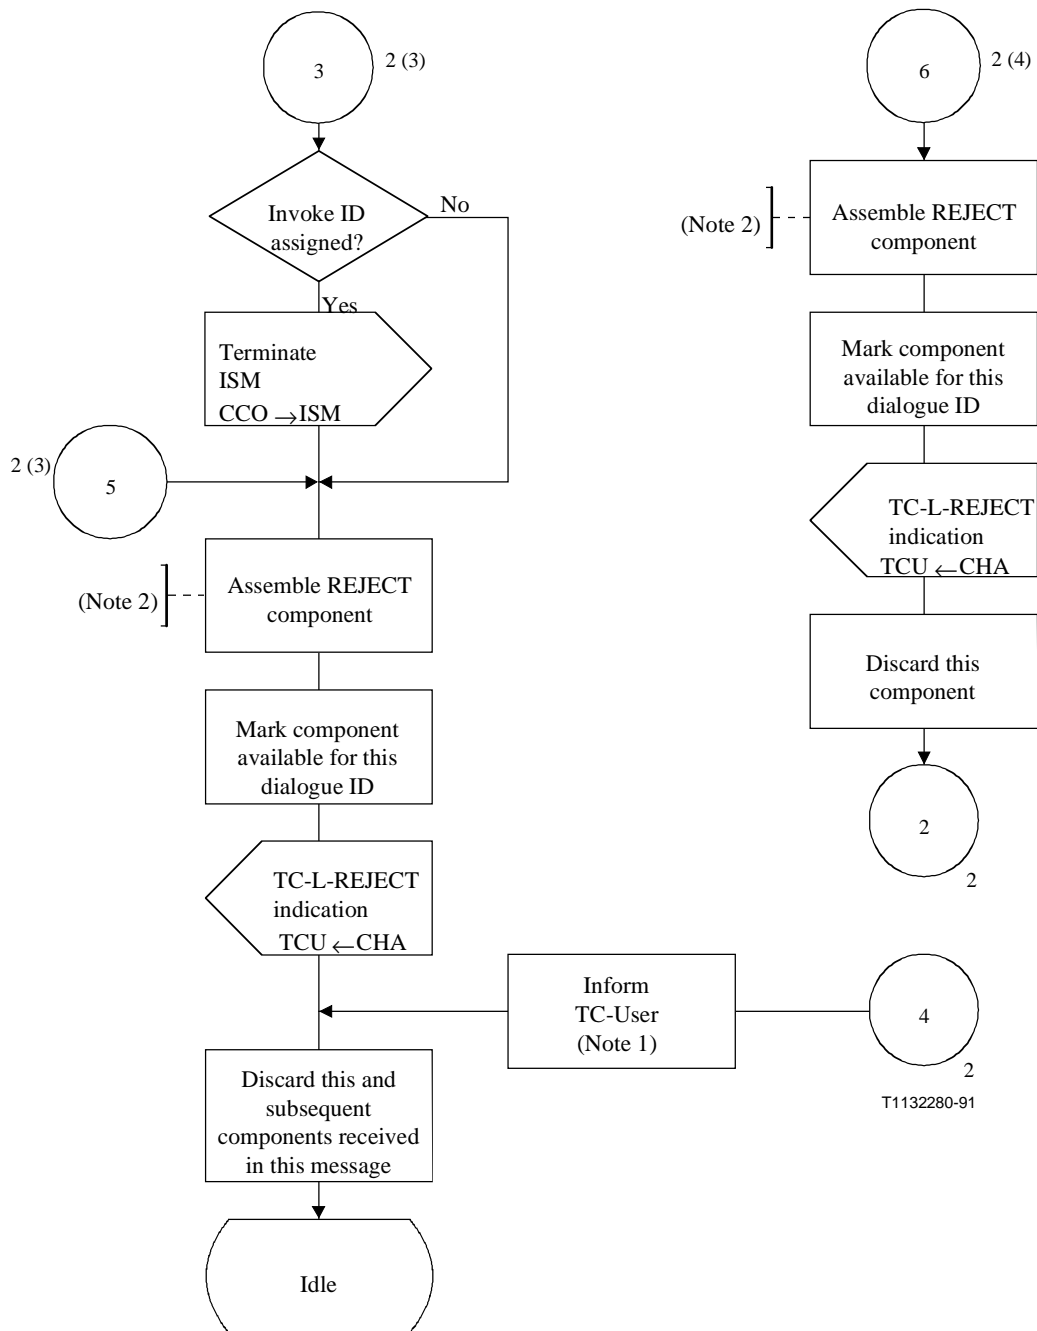 3
2 (3)
Invoke ID
assigned?
No
Yes
Terminate
ISM
CCO →ISM
2 (3)
5
(Note 2)
Assemble REJECT
component
Mark component
available for this
dialogue ID
TC-L-REJECT
indication
TCU ←CHA
Inform
TC-User
(Note 1)
4
2
T1132280-91
Discard this and
subsequent
components received
in this message
Idle
6
2 (4)
(Note 2)
Assemble REJECT
component
Mark component
available for this
dialogue ID
TC-L-REJECT
indication
TCU ←CHA
Discard this
component
2
2